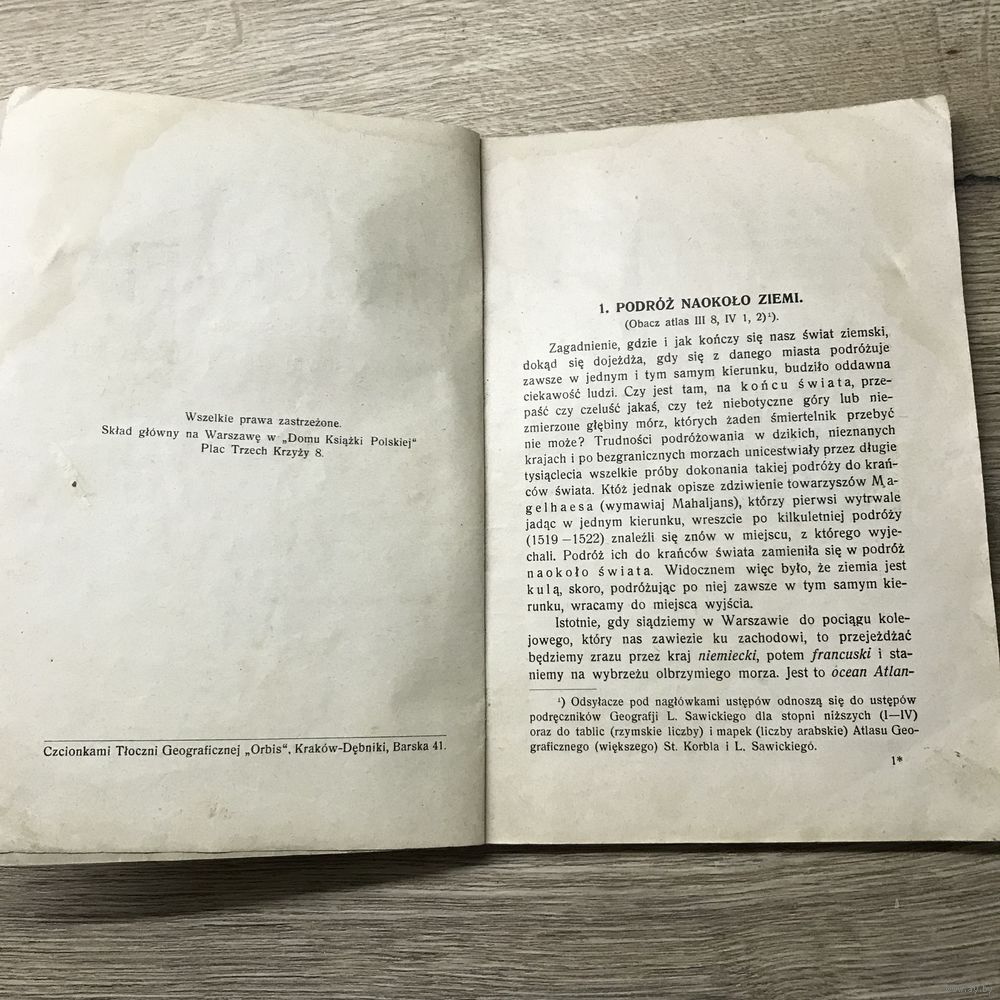 Wszelkie prawa zastrzeżone.
Skład główny na Warszawę w „Domu Książki Polskiej“
Plac Trzech Krzyży 8.
Czcionkami Tłoczni Geograficznej „Orbis“, Kraków-Dębniki, Barska 41.
1. PODRÓŻ NAOKOŁO ZIEMI.
(Obacz atlas III 8, IV 1, 2)¹).
Zagadnienie, gdzie i jak kończy się nasz świat ziemski,
dokąd się dojeżdża, gdy się z danego miasta podróżuje
zawsze w jednym i tym samym kierunku, budziło oddawna
ciekawość ludzi. Czy jest tam, na końcu świata, prze-
paść czy czeluść jakaś, czy też niebotyczne góry lub nie-
zmierzone głębiny mórz, których żaden śmiertelnik przebyć
nie może? Trudności podróżowania w dzikich, nieznanych
krajach i po bezgranicznych morzach unicestwiały przez długie
tysiąclecia wszelkie próby dokonania takiej podróży do krań-
ców świata. Któż jednak opisze zdziwienie towarzyszów Ma-
gelhaesa (wymawiaj Mahaljans), którzy pierwsi wytrwale
jadąc w jednym kierunku, wreszcie po kilkuletniej podróży
(1519—1522) znaleźli się znów w miejscu, z którego wyje-
chali. Podróż ich do krańców świata zamieniła się w podróż
naokoło świata. Widocznem więc było, że ziemia jest
kulą, skoro, podróżując po niej zawsze w tym samym kie-
runku, wracamy do miejsca wyjścia.
Istotnie, gdy siądziemy w Warszawie do pociągu kole-
jowego, który nas zawiezie ku zachodowi, to przejeżdżać
będziemy zrazu przez kraj niemiecki, potem francuski i sta-
niemy na wybrzeżu olbrzymiego morza. Jest to ocean Atlan-
¹) Odsyłacze pod nagłówkami ustępów odnoszą się do ustępów
podręczników Geografji L. Sawickiego dla stopni niższych (I—IV)
oraz do tablic (rzymskie liczby) i mapek (liczby arabskie) Atlasu Geo-
graficznego (większego) St. Korbla i L. Sawickiego.
1*
www.ay.by